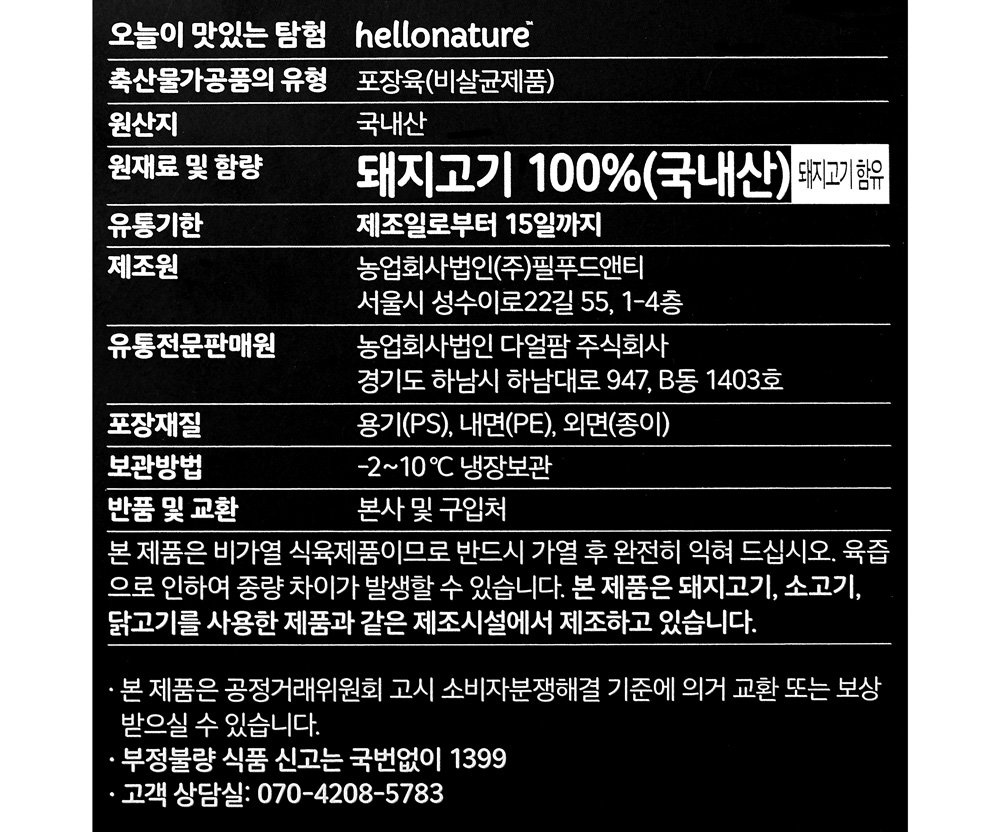 오늘이 맛있는 탐험 hellonature™
축산물가공품의 유형 포장육(비살균제품)
원산지 국내산
원재료 및 함량 돼지고기 100%(국내산) 돼지고기 함유
유통기한 제조일로부터 15일까지
제조원 농업회사법인(주)필푸드앤티
서울시 성수이로22길 55, 1-4층
유통전문판매원 농업회사법인 다얼팜 주식회사
경기도 하남시 하남대로 947, B동 1403호
포장재질 용기(PS), 내면(PE), 외면(종이)
보관방법 -2~10℃ 냉장보관
반품 및 교환 본사 및 구입처
본 제품은 비가열 식육제품이므로 반드시 가열 후 완전히 익혀 드십시오. 육즙
으로 인하여 중량 차이가 발생할 수 있습니다. 본 제품은 돼지고기, 소고기,
닭고기를 사용한 제품과 같은 제조시설에서 제조하고 있습니다.
· 본 제품은 공정거래위원회 고시 소비자분쟁해결 기준에 의거 교환 또는 보상
받으실 수 있습니다.
· 부정불량 식품 신고는 국번없이 1399
· 고객 상담실: 070-4208-5783